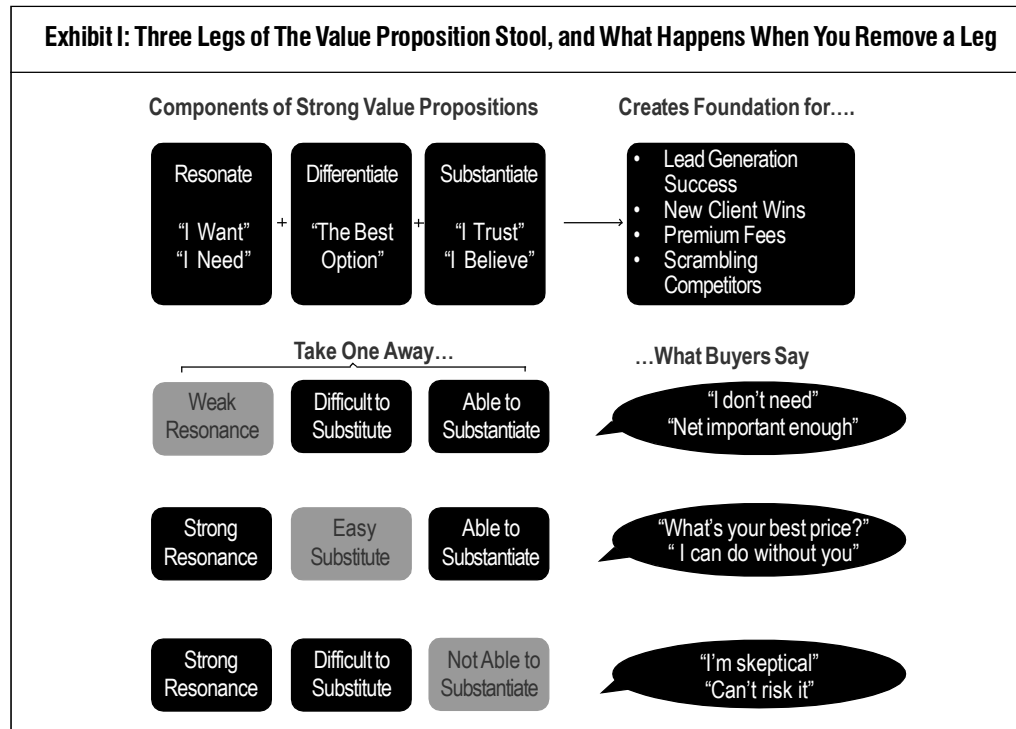 Exhibit I: Three Legs of The Value Proposition Stool, and What Happens When You Remove a Leg
Components of Strong Value Propositions
Creates Foundation for....
Resonate
“I Want”
“I Need”
+
Differentiate
“The Best
Option”
+
Substantiate
“I Trust”
“I Believe”
• Lead Generation
Success
• New Client Wins
• Premium Fees
• Scrambling
Competitors
Take One Away…
…What Buyers Say
Weak
Resonance
Difficult to
Substitute
Able to
Substantiate
“I don’t need”
“Net important enough”
Strong
Resonance
Easy
Substitute
Able to
Substantiate
“What’s your best price?”
“ I can do without you”
Strong
Resonance
Difficult to
Substitute
Not Able to
Substantiate
“I’m skeptical”
“Can’t risk it”